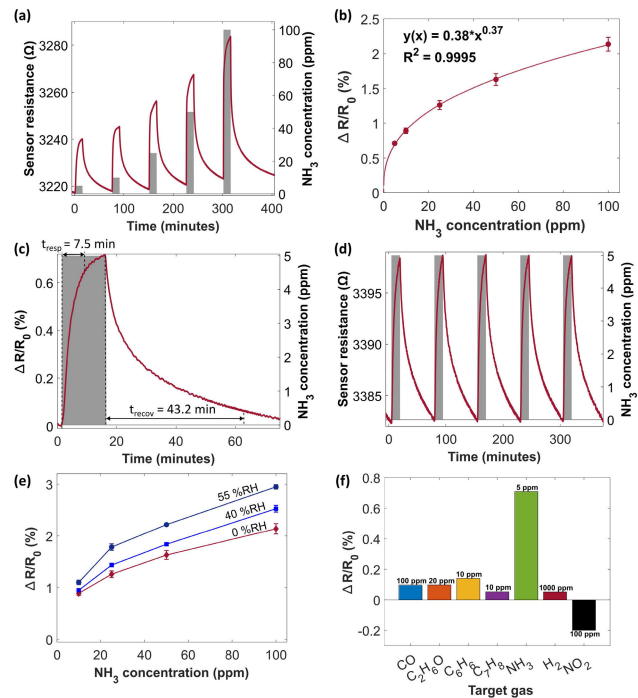 (a)
3280
3260
3240
3220
100
80
60
40
20
0
0
100
200
300
400
Sensor resistance (Ω)
NH3 concentration (ppm)
Time (minutes)
(b)
y(x) = 0.38*x^0.37
R² = 0.9995
2.5
2
1.5
1
0.5
0
0
20
40
60
80
100
Δ R/R0 (%)
NH3 concentration (ppm)
(c)
tresp = 7.5 min
0.6
0.4
0.2
0
5
4
3
2
1
0
trecov = 43.2 min
0
20
40
60
Δ R/R0 (%)
NH3 concentration (ppm)
Time (minutes)
(d)
3395
3390
3385
5
4
3
2
1
0
0
100
200
300
Sensor resistance (Ω)
NH3 concentration (ppm)
Time (minutes)
(e)
3
2
1
0
55 %RH
40 %RH
0 %RH
0
20
40
60
80
100
Δ R/R0 (%)
NH3 concentration (ppm)
(f)
0.8
0.6
0.4
0.2
0
-0.2
5 ppm
100 ppm
20 ppm
10 ppm
10 ppm
1000 ppm
100 ppm
CO
C2H6O
C6H6
C7H8
NH3
H2
NO2
Δ R/R0 (%)
Target gas